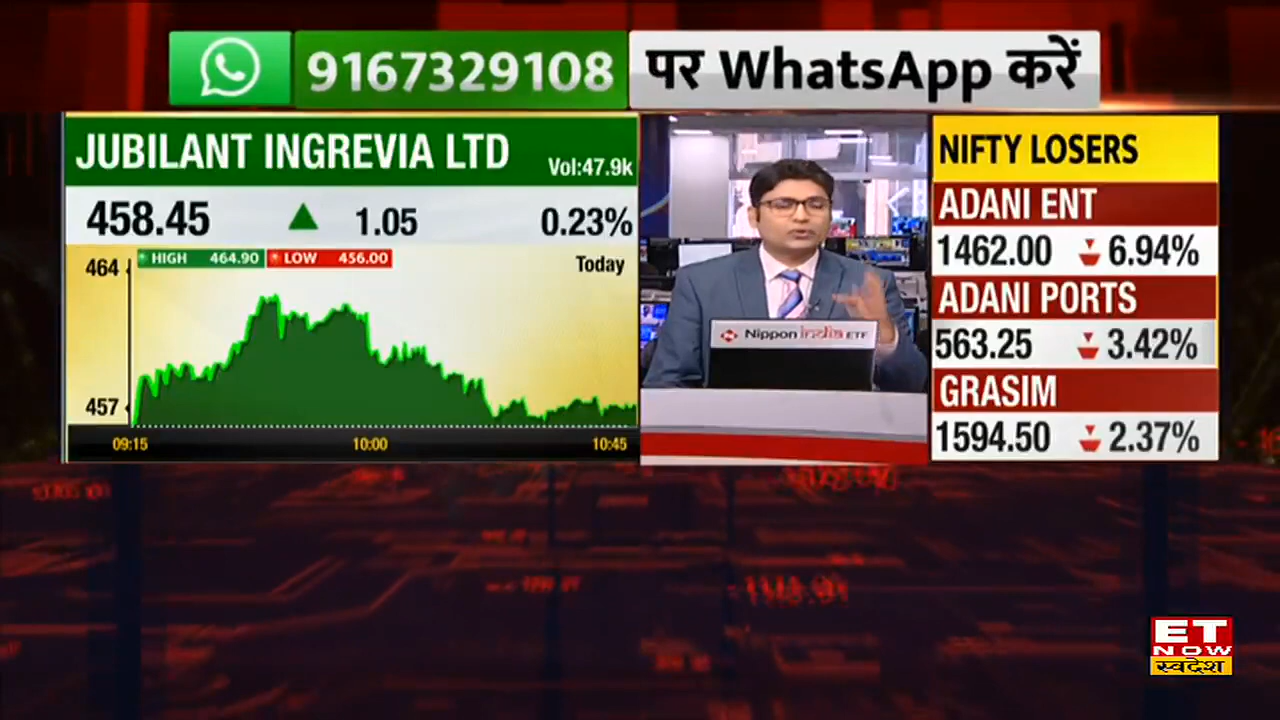 9167329108 पर WhatsApp करें
JUBILANT INGREVIA LTD Vol:47.9k
458.45 1.05 0.23%
HIGH 464.90 LOW 456.00
Today
464
457
09:15 10:00 10:45
Nippon india ETF
NIFTY LOSERS
ADANI ENT
1462.00 6.94%
ADANI PORTS
563.25 3.42%
GRASIM
1594.50 2.37%
ET
NOW
स्वदेश